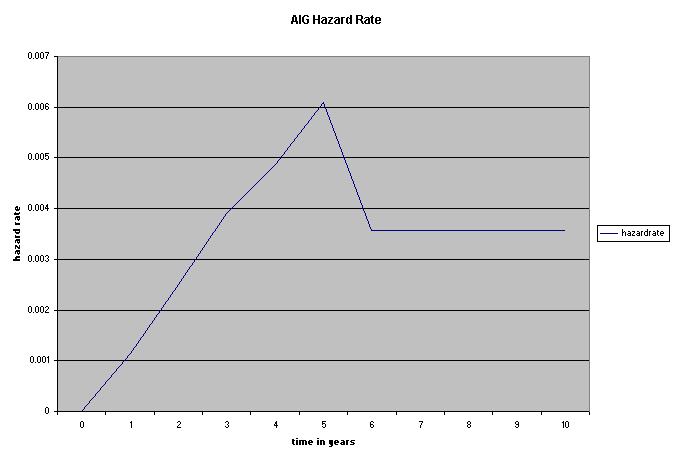 AIG Hazard Rate
0.007
0.006
0.005
0.004
0.003
0.002
0.001
0
hazard rate
hazardrate
0 1 2 3 4 5 6 7 8 9 10
time in years